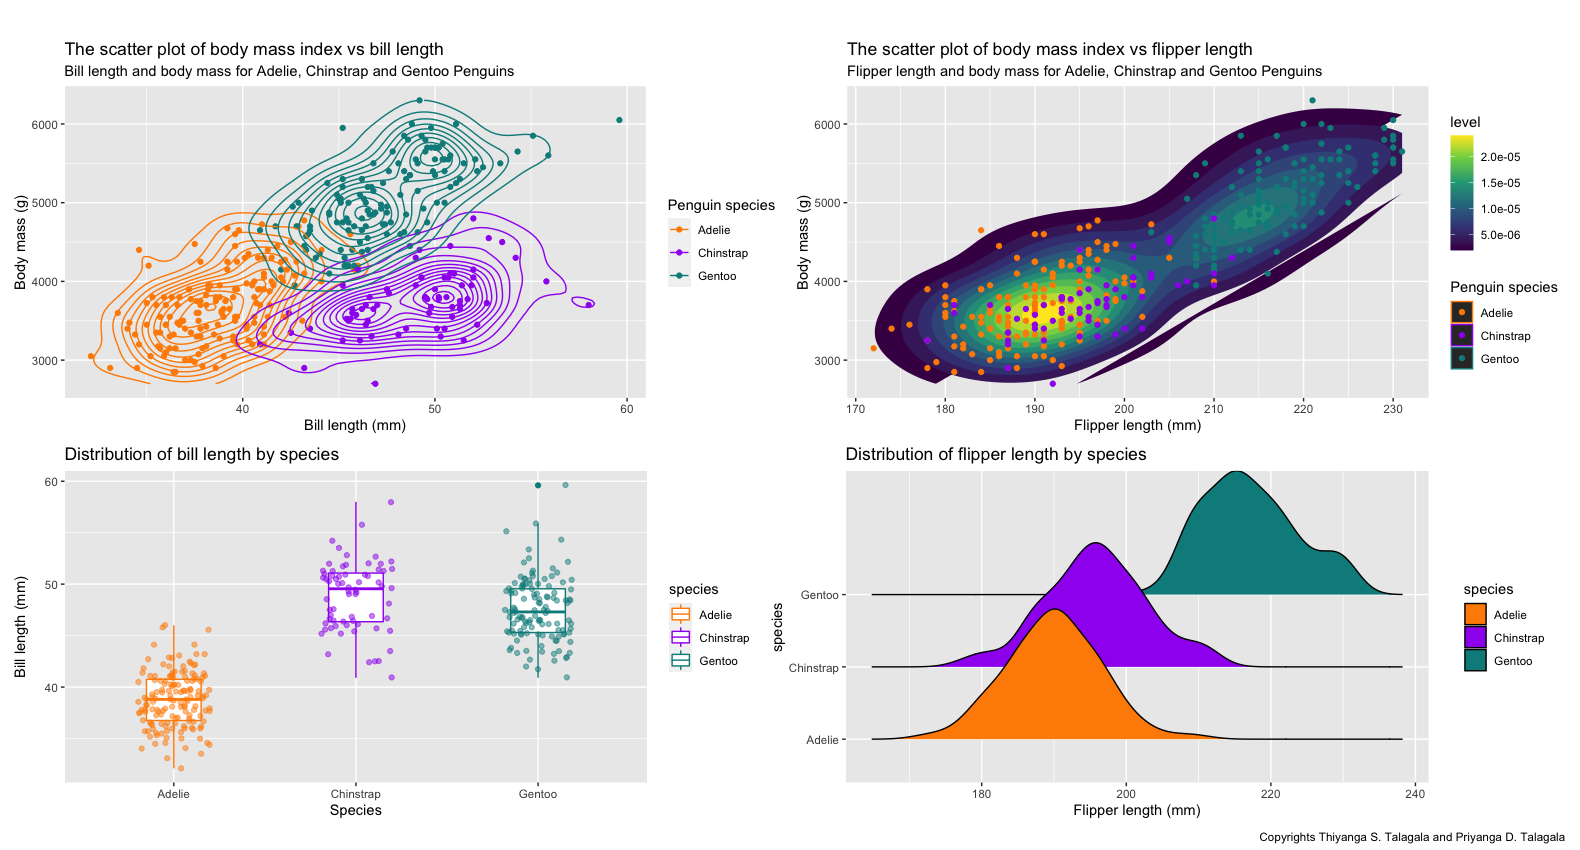 The scatter plot of body mass index vs bill length
Bill length and body mass for Adelie, Chinstrap and Gentoo Penguins
Body mass (g)
6000
5000
4000
3000
40
50
60
Bill length (mm)
Penguin species
Adelie
Chinstrap
Gentoo
The scatter plot of body mass index vs flipper length
Flipper length and body mass for Adelie, Chinstrap and Gentoo Penguins
Body mass (g)
6000
5000
4000
3000
170
180
190
200
210
220
230
Flipper length (mm)
level
2.0e-05
1.5e-05
1.0e-05
5.0e-06
Penguin species
Adelie
Chinstrap
Gentoo
Distribution of bill length by species
Bill length (mm)
60
50
40
Adelie
Chinstrap
Gentoo
Species
species
Adelie
Chinstrap
Gentoo
Distribution of flipper length by species
species
Gentoo
Chinstrap
Adelie
180
200
220
240
Flipper length (mm)
species
Adelie
Chinstrap
Gentoo
Copyrights Thiyanga S. Talagala and Priyanga D. Talagala